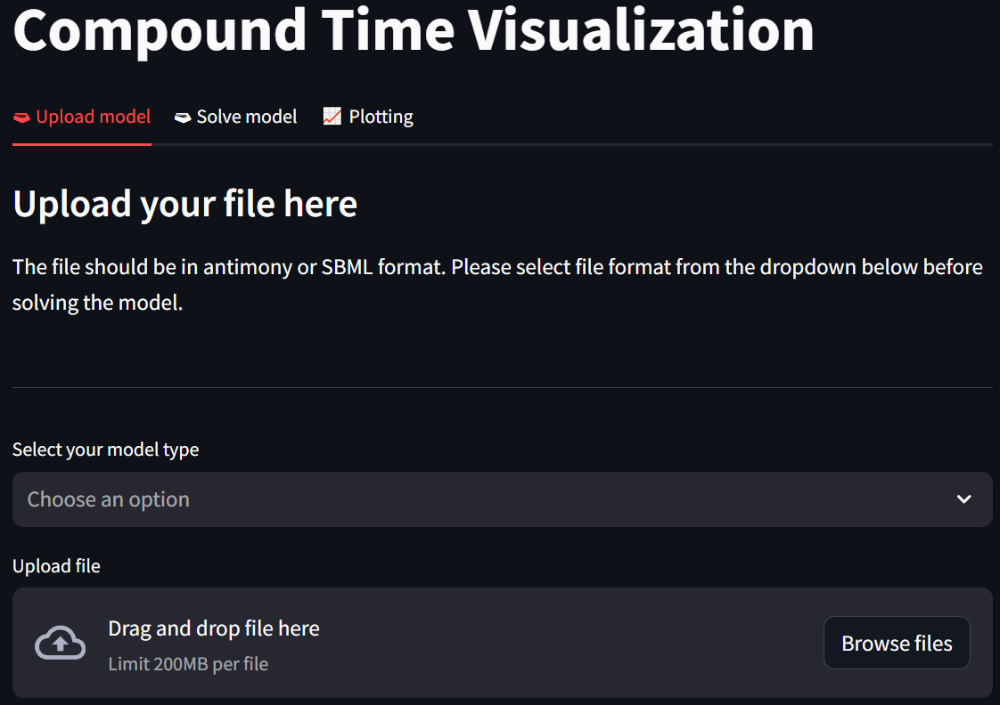 Compound Time Visualization
Upload model Solve model Plotting
Upload your file here
The file should be in antimony or SBML format. Please select file format from the dropdown below before
solving the model.
Select your model type
Choose an option
Upload file
Drag and drop file here
Limit 200MB per file
Browse files